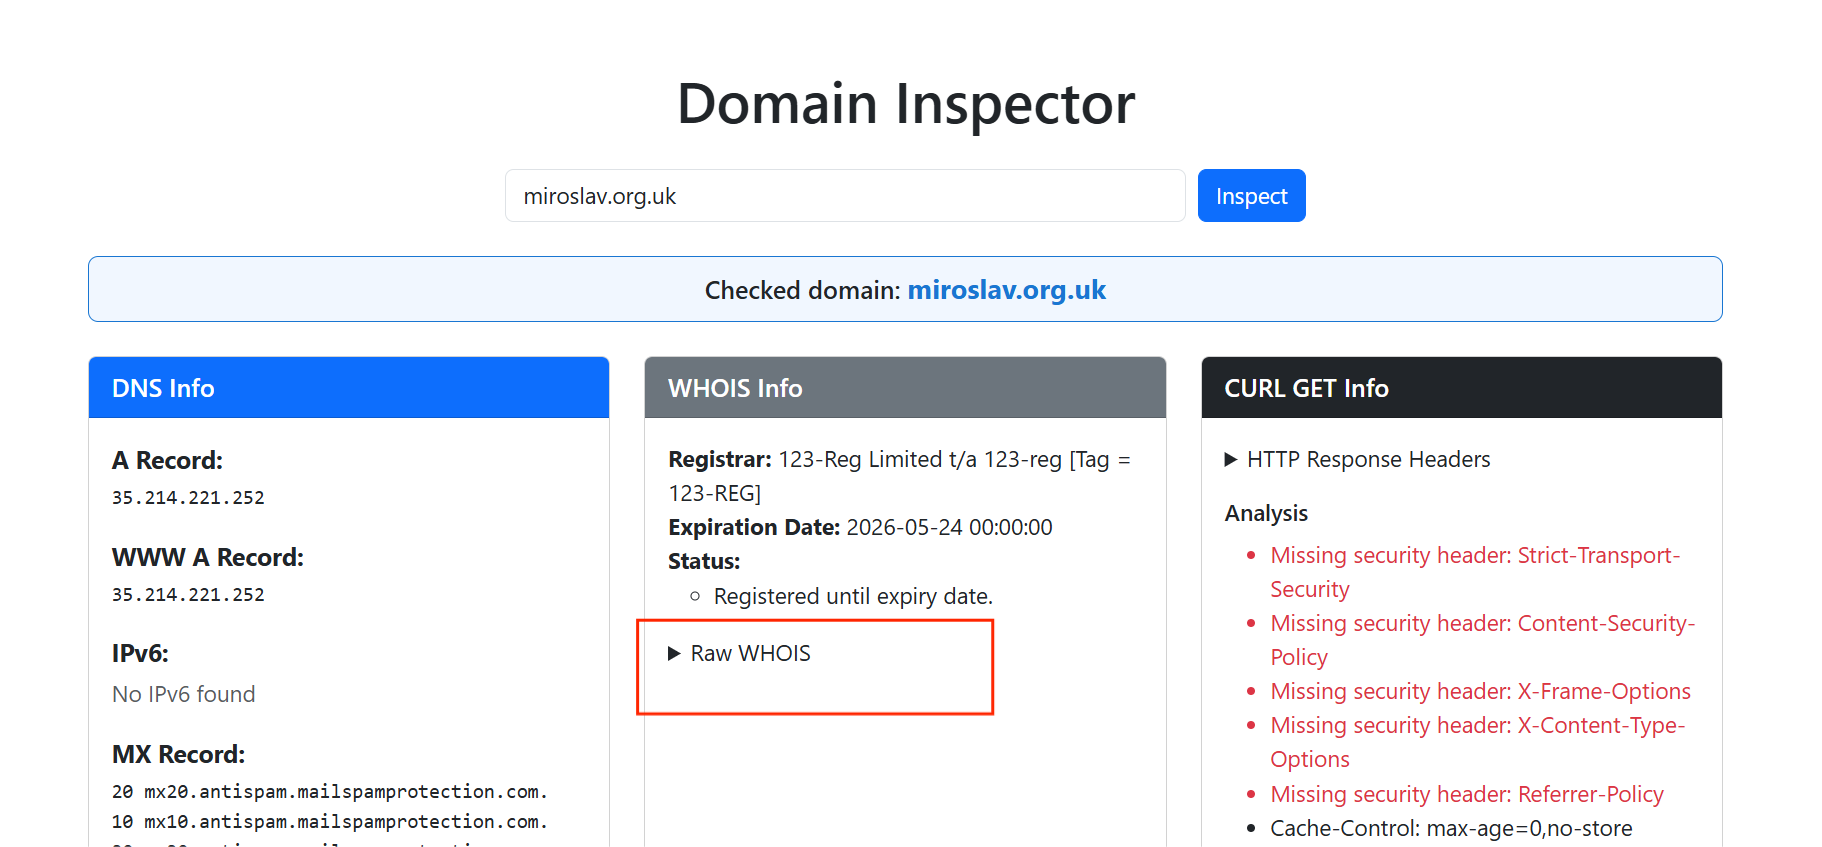 Domain Inspector
miroslav.org.uk
Inspect
Checked domain: miroslav.org.uk
DNS Info
A Record:
35.214.221.252
WWW A Record:
35.214.221.252
IPv6:
No IPv6 found
MX Record:
20 mx20.antispam.mailspamprotection.com.
10 mx10.antispam.mailspamprotection.com.
WHOIS Info
Registrar: 123-Reg Limited t/a 123-reg [Tag =
123-REG]
Expiration Date: 2026-05-24 00:00:00
Status:
Registered until expiry date.
Raw WHOIS
CURL GET Info
HTTP Response Headers
Analysis
Missing security header: Strict-Transport-
Security
Missing security header: Content-Security-
Policy
Missing security header: X-Frame-Options
Missing security header: X-Content-Type-
Options
Missing security header: Referrer-Policy
Cache-Control: max-age=0,no-store